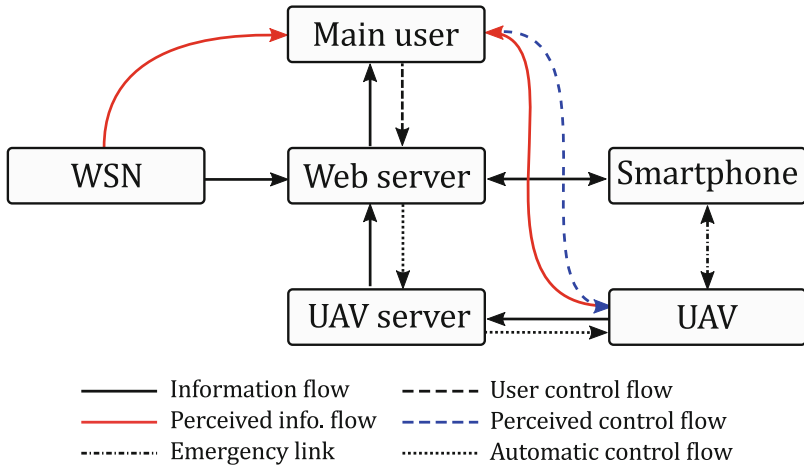 Main user
WSN
Web server
Smartphone
UAV server
UAV
Information flow
User control flow
Perceived info. flow
Perceived control flow
Emergency link
Automatic control flow